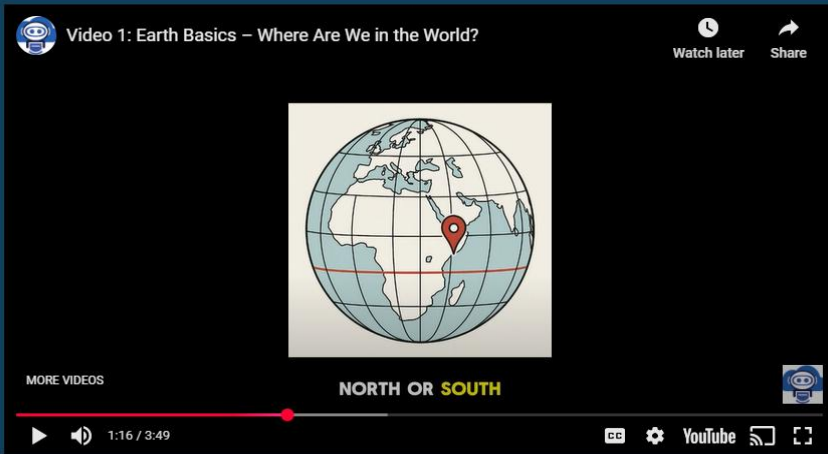 Video 1: Earth Basics – Where Are We in the World?
Watch later
Share
NORTH OR SOUTH
MORE VIDEOS
1:16 / 3:49
CC
YouTube